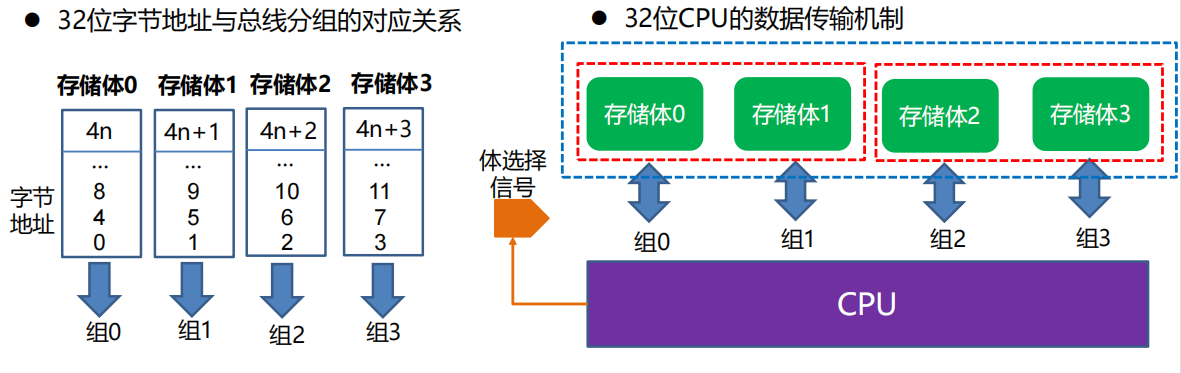 ● 32位字节地址与总线分组的对应关系
存储体0 存储体1 存储体2 存储体3
4n 4n+1 4n+2 4n+3
... ... ... ...
字节地址
8 9 10 11
4 5 6 7
0 1 2 3
组0 组1 组2 组3
● 32位CPU的数据传输机制
存储体0 存储体1 存储体2 存储体3
体选择
信号
组0 组1 组2 组3
CPU